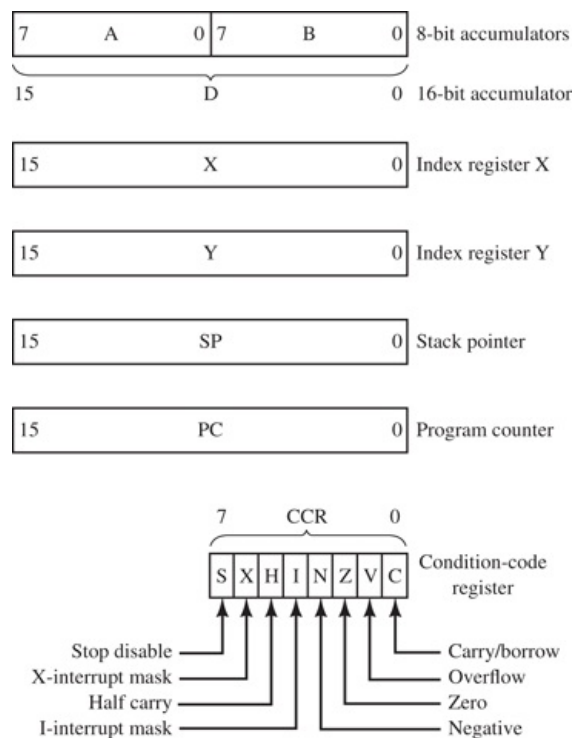 7 A 0 7 B 0 8-bit accumulators
15 D 0 16-bit accumulator
15 X 0 Index register X
15 Y 0 Index register Y
15 SP 0 Stack pointer
15 PC 0 Program counter
7 CCR 0
S X H I N Z V C Condition-code
register
Stop disable Carry/borrow
X-interrupt mask Overflow
Half carry Zero
I-interrupt mask Negative